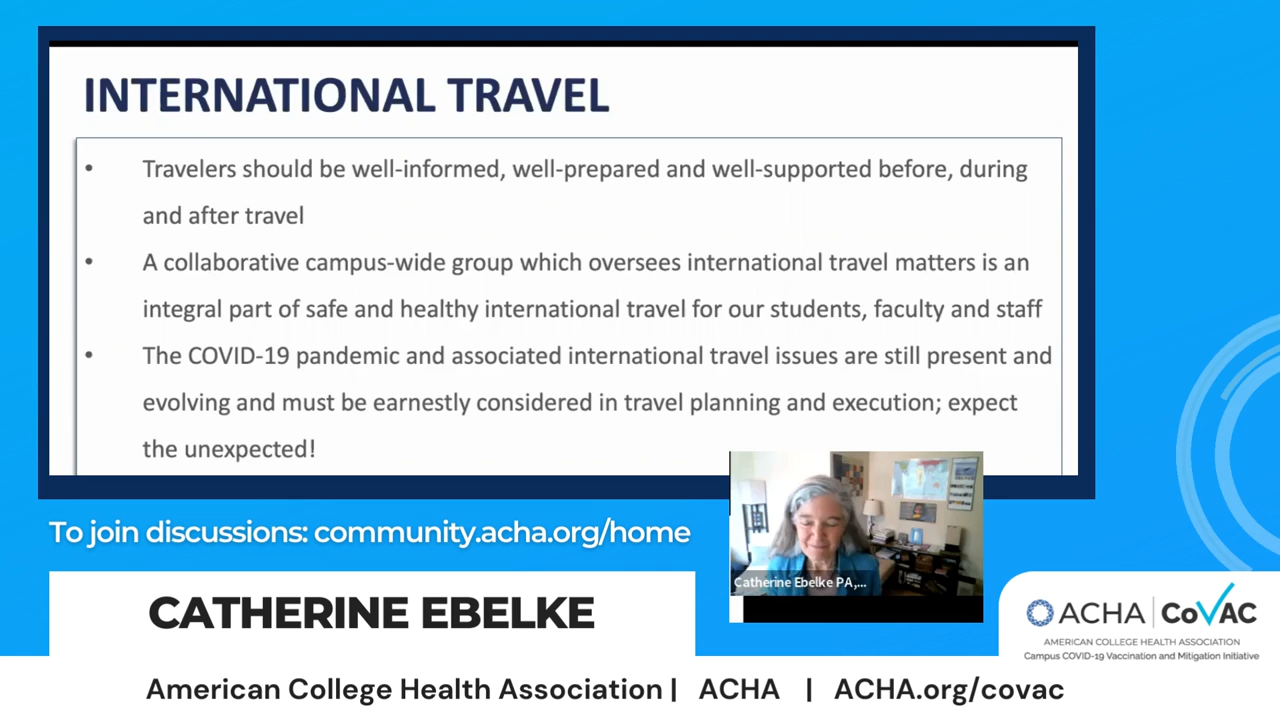 INTERNATIONAL TRAVEL
• Travelers should be well-informed, well-prepared and well-supported before, during
and after travel
• A collaborative campus-wide group which oversees international travel matters is an
integral part of safe and healthy international travel for our students, faculty and staff
• The COVID-19 pandemic and associated international travel issues are still present and
evolving and must be earnestly considered in travel planning and execution; expect
the unexpected!
To join discussions: community.acha.org/home
Catherine Ebelke PA,...
CATHERINE EBELKE
ACHA | CoVAC
AMERICAN COLLEGE HEALTH ASSOCIATION
Campus COVID-19 Vaccination and Mitigation Initiative
American College Health Association | ACHA | ACHA.org/covac